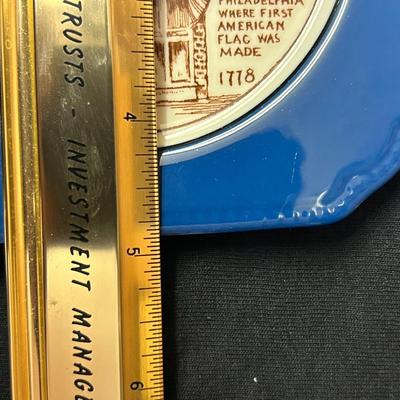 PHILADELPHIA
WHERE FIRST
AMERICAN
FLAG WAS
MADE
1778
TRUSTS - INVESTMENT MANAG
4
5
6